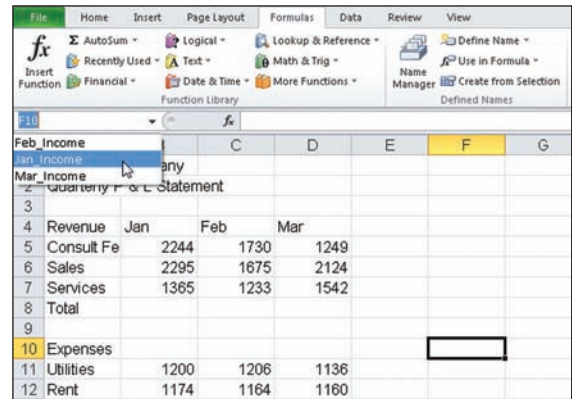 File Home Insert Page Layout Formulas Data Review View
Σ AutoSum Logical Lookup & Reference Define Name
Recently Used Text Math & Trig Use in Formula
Insert Function Financial Date & Time More Functions Name Manager Create from Selection
Function Library Defined Names
F10 fx
Feb_Income C D E F G
Jan_Income any
Mar_Income
2 Quarterly P & L Statement
3
4 Revenue Jan Feb Mar
5 Consult Fe 2244 1730 1249
6 Sales 2295 1675 2124
7 Services 1365 1233 1542
8 Total
9
10 Expenses
11 Utilities 1200 1206 1136
12 Rent 1174 1164 1160